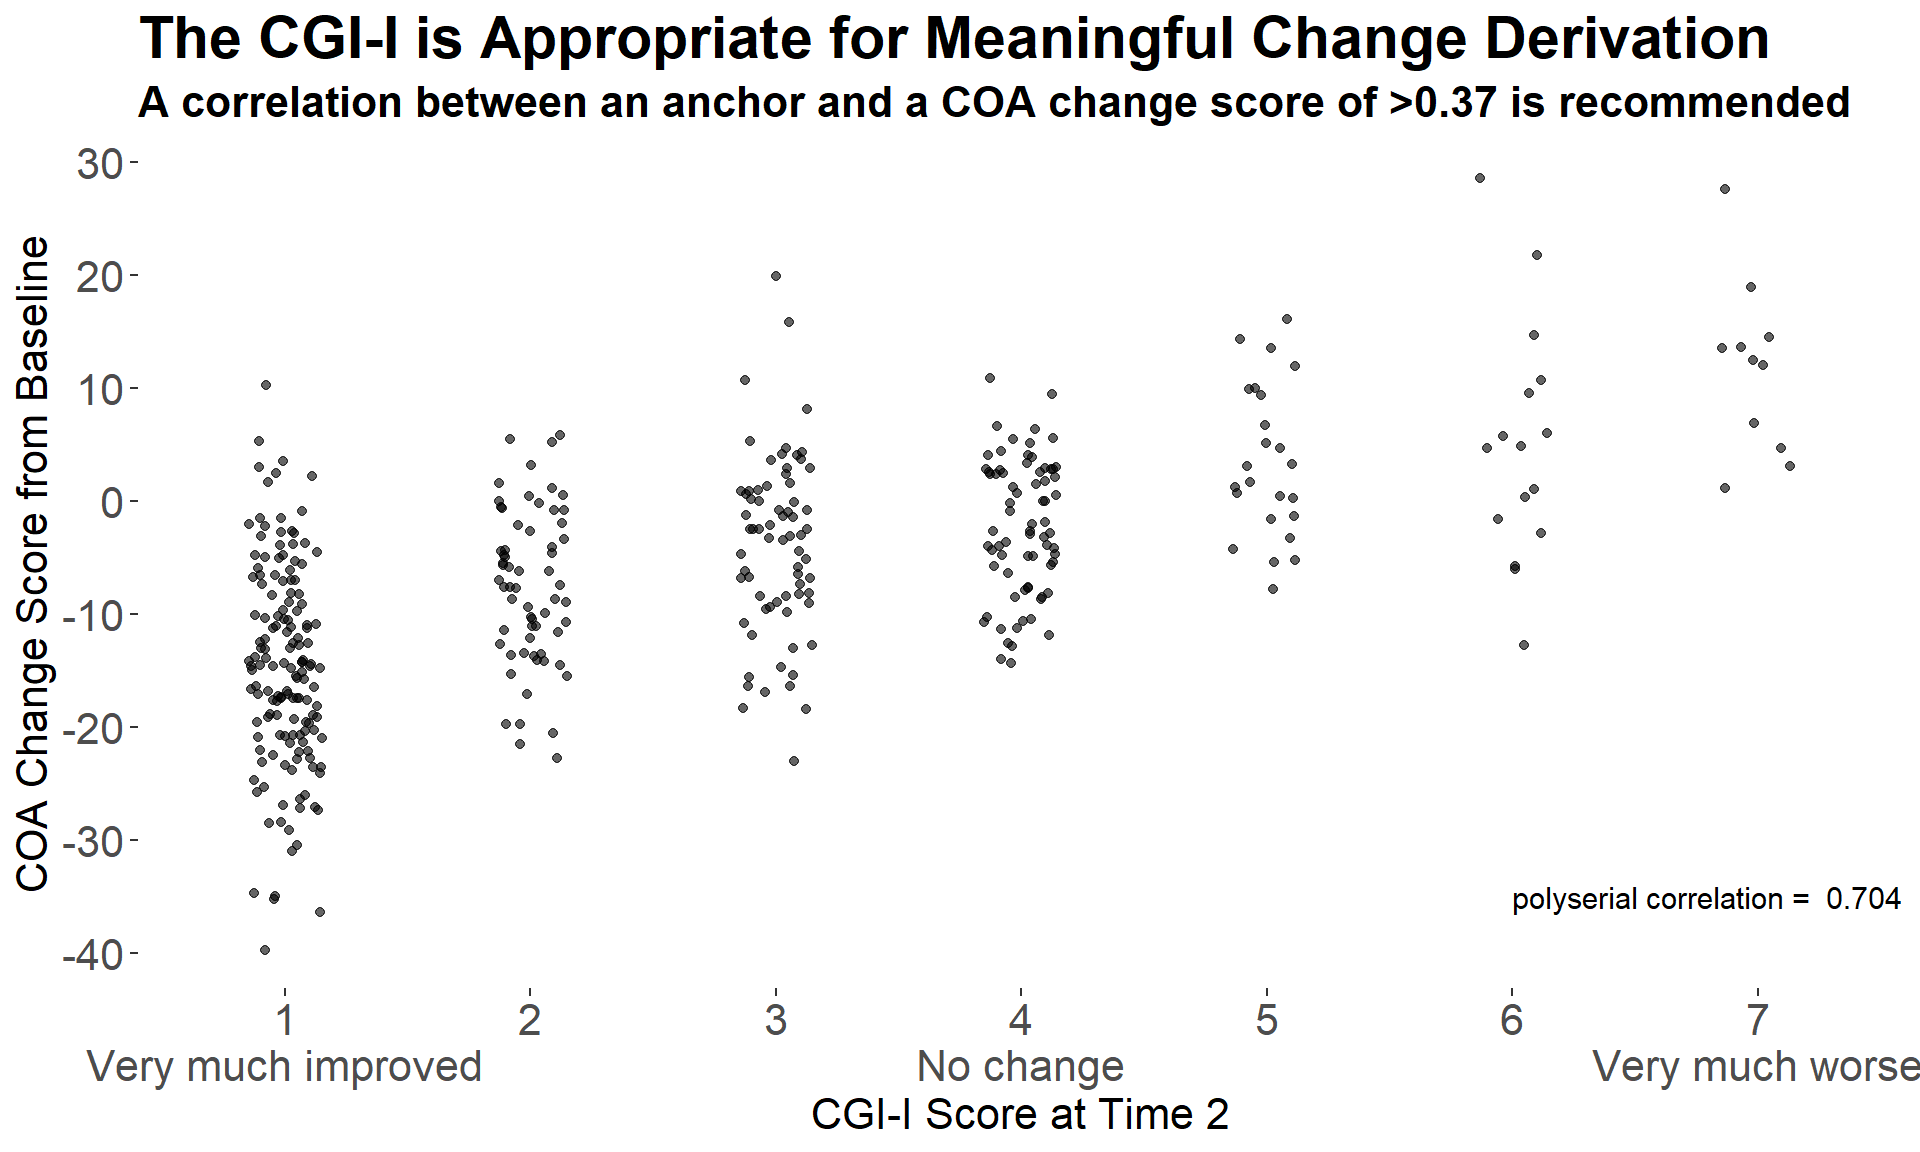 The CGI-I is Appropriate for Meaningful Change Derivation
A correlation between an anchor and a COA change score of >0.37 is recommended
COA Change Score from Baseline
30
20
10
0
-10
-20
-30
-40
polyserial correlation =  0.704
1 2 3 4 5 6 7
Very much improved No change Very much worse
CGI-I Score at Time 2